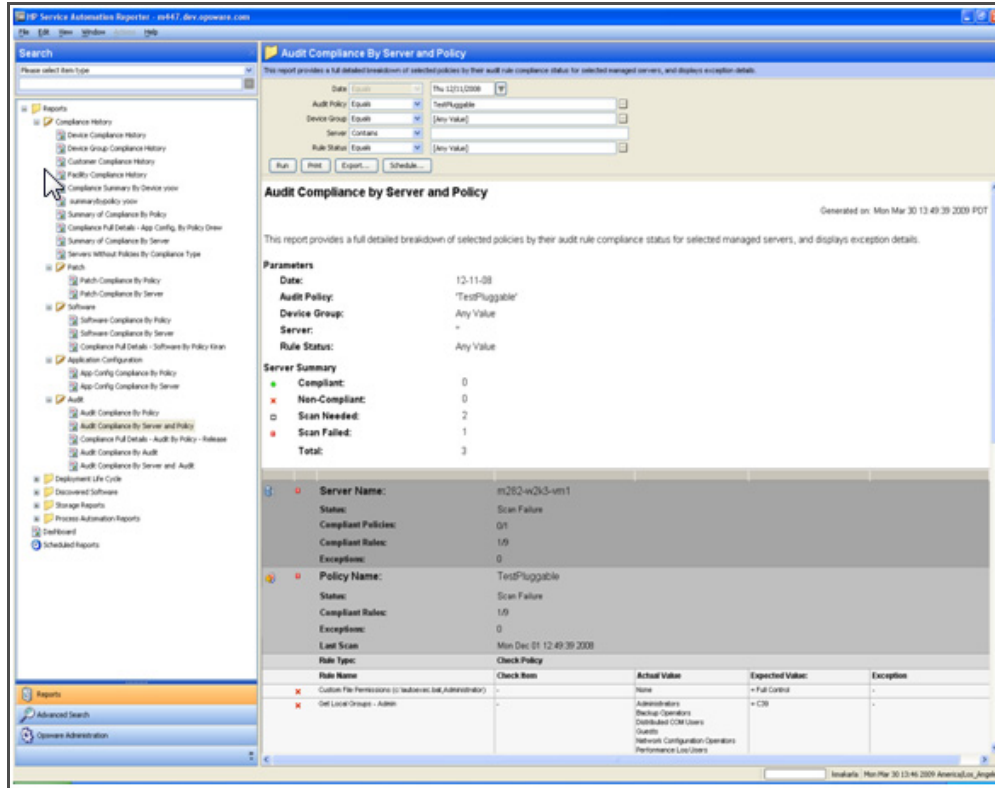 HP Service Automation Reporter - m447.dev.opsware.com
File Edit View Window Actions Help
Search
Please select item type
Reports
Compliance History
Device Compliance History
Device Group Compliance History
Customer Compliance History
Facility Compliance History
Compliance Summary By Device yoov
summarybypolicy yoov
Summary of Compliance By Policy
Compliance Full Details - App Config, By Policy Drew
Summary of Compliance By Server
Servers Without Policies By Compliance Type
Patch
Patch Compliance By Policy
Patch Compliance By Server
Software
Software Compliance By Policy
Software Compliance By Server
Compliance Full Details - Software By Policy Kiran
Application Configuration
App Config Compliance By Policy
App Config Compliance By Server
Audit
Audit Compliance By Policy
Audit Compliance By Server and Policy
Compliance Full Details - Audit By Policy - Release
Audit Compliance By Audit
Audit Compliance By Server and Audit
Deployment Life Cycle
Discovered Software
Storage Reports
Process Automation Reports
Dashboard
Scheduled Reports
Reports
Advanced Search
Opsware Administration
Audit Compliance By Server and Policy
This report provides a full detailed breakdown of selected policies by their audit rule compliance status for selected managed servers, and displays exception details.
Date Equals Thu 12/11/2008
Audit Policy Equals TestPluggable
Device Group Equals [Any Value]
Server Contains
Rule Status Equals [Any Value]
Run Print Export... Schedule...
Audit Compliance by Server and Policy
Generated on: Mon Mar 30 13:49:39 2009 PDT
This report provides a full detailed breakdown of selected policies by their audit rule compliance status for selected managed servers, and displays exception details.
Parameters
Date: 12-11-08
Audit Policy: 'TestPluggable'
Device Group: Any Value
Server: "
Rule Status: Any Value
Server Summary
Compliant: 0
Non-Compliant: 0
Scan Needed: 2
Scan Failed: 1
Total: 3
Server Name: m282-w2k3-vm1
Status: Scan Failure
Compliant Policies: 0/1
Compliant Rules: 1/9
Exceptions: 0
Policy Name: TestPluggable
Status: Scan Failure
Compliant Rules: 1/9
Exceptions: 0
Last Scan Mon Dec 01 12:49:39 2008
Rule Type: Check Policy
Rule Name Check Item Actual Value Expected Value: Exception
Custom File Permissions (c:\autoexec.bat,Administrator) - None = Full Control -
Get Local Groups - Admin - Administrators = C39 -
Backup Operators
Distributed COM Users
Guests
Network Configuration Operators
Performance Log Users
kmakarla Mon Mar 30 13:46 2009 America/Los_Angel